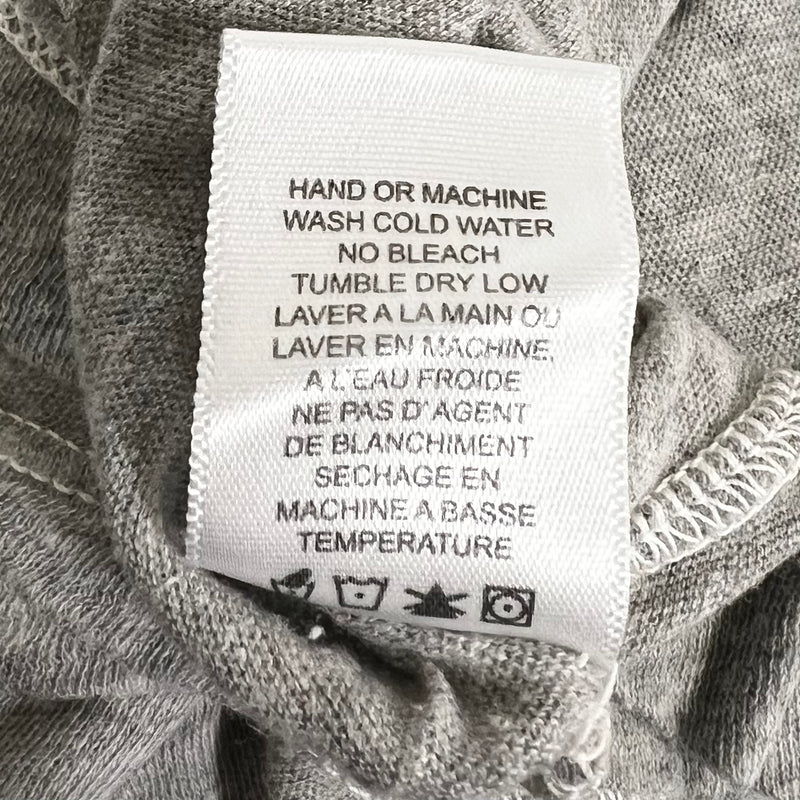 HAND OR MACHINE
WASH COLD WATER
NO BLEACH
TUMBLE DRY LOW
LAVER A LA MAIN OU
LAVER EN MACHINE,
A L'EAU FROIDE
NE PAS D'AGENT
DE BLANCHIMENT
SECHAGE EN
MACHINE A BASSE
TEMPERATURE